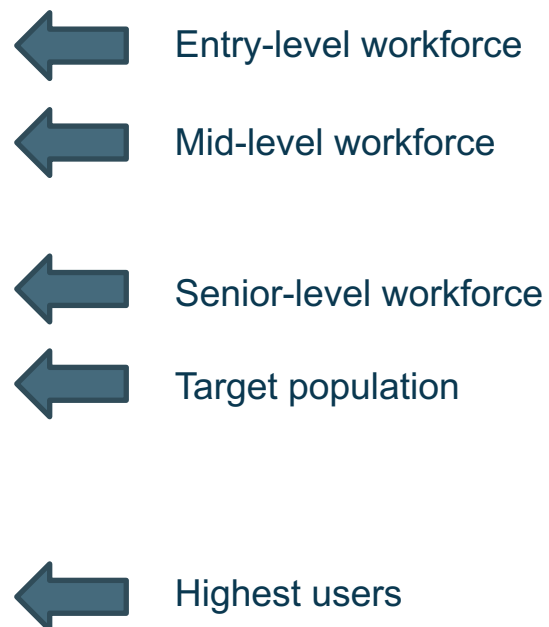 Entry-level workforce
Mid-level workforce
Senior-level workforce
Target population
Highest users